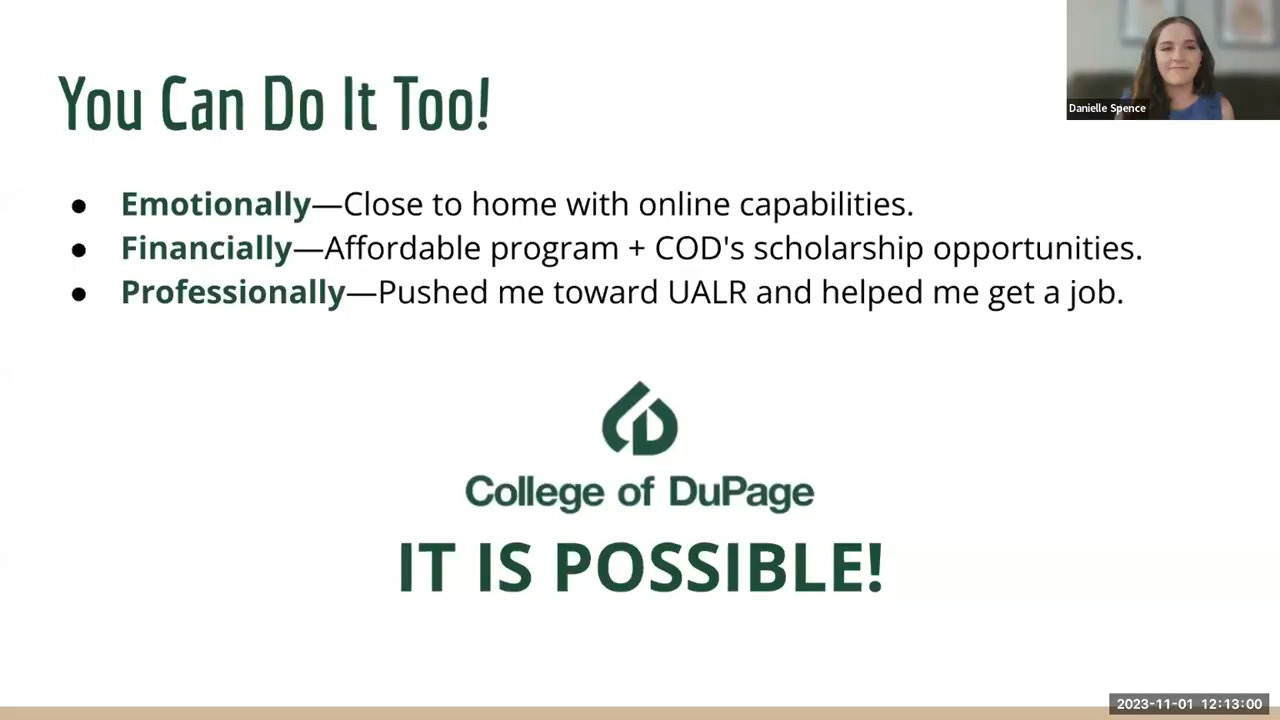 You Can Do It Too!
Danielle Spence
● Emotionally—Close to home with online capabilities.
● Financially—Affordable program + COD's scholarship opportunities.
● Professionally—Pushed me toward UALR and helped me get a job.
College of DuPage
IT IS POSSIBLE!
2023-11-01 12:13:00